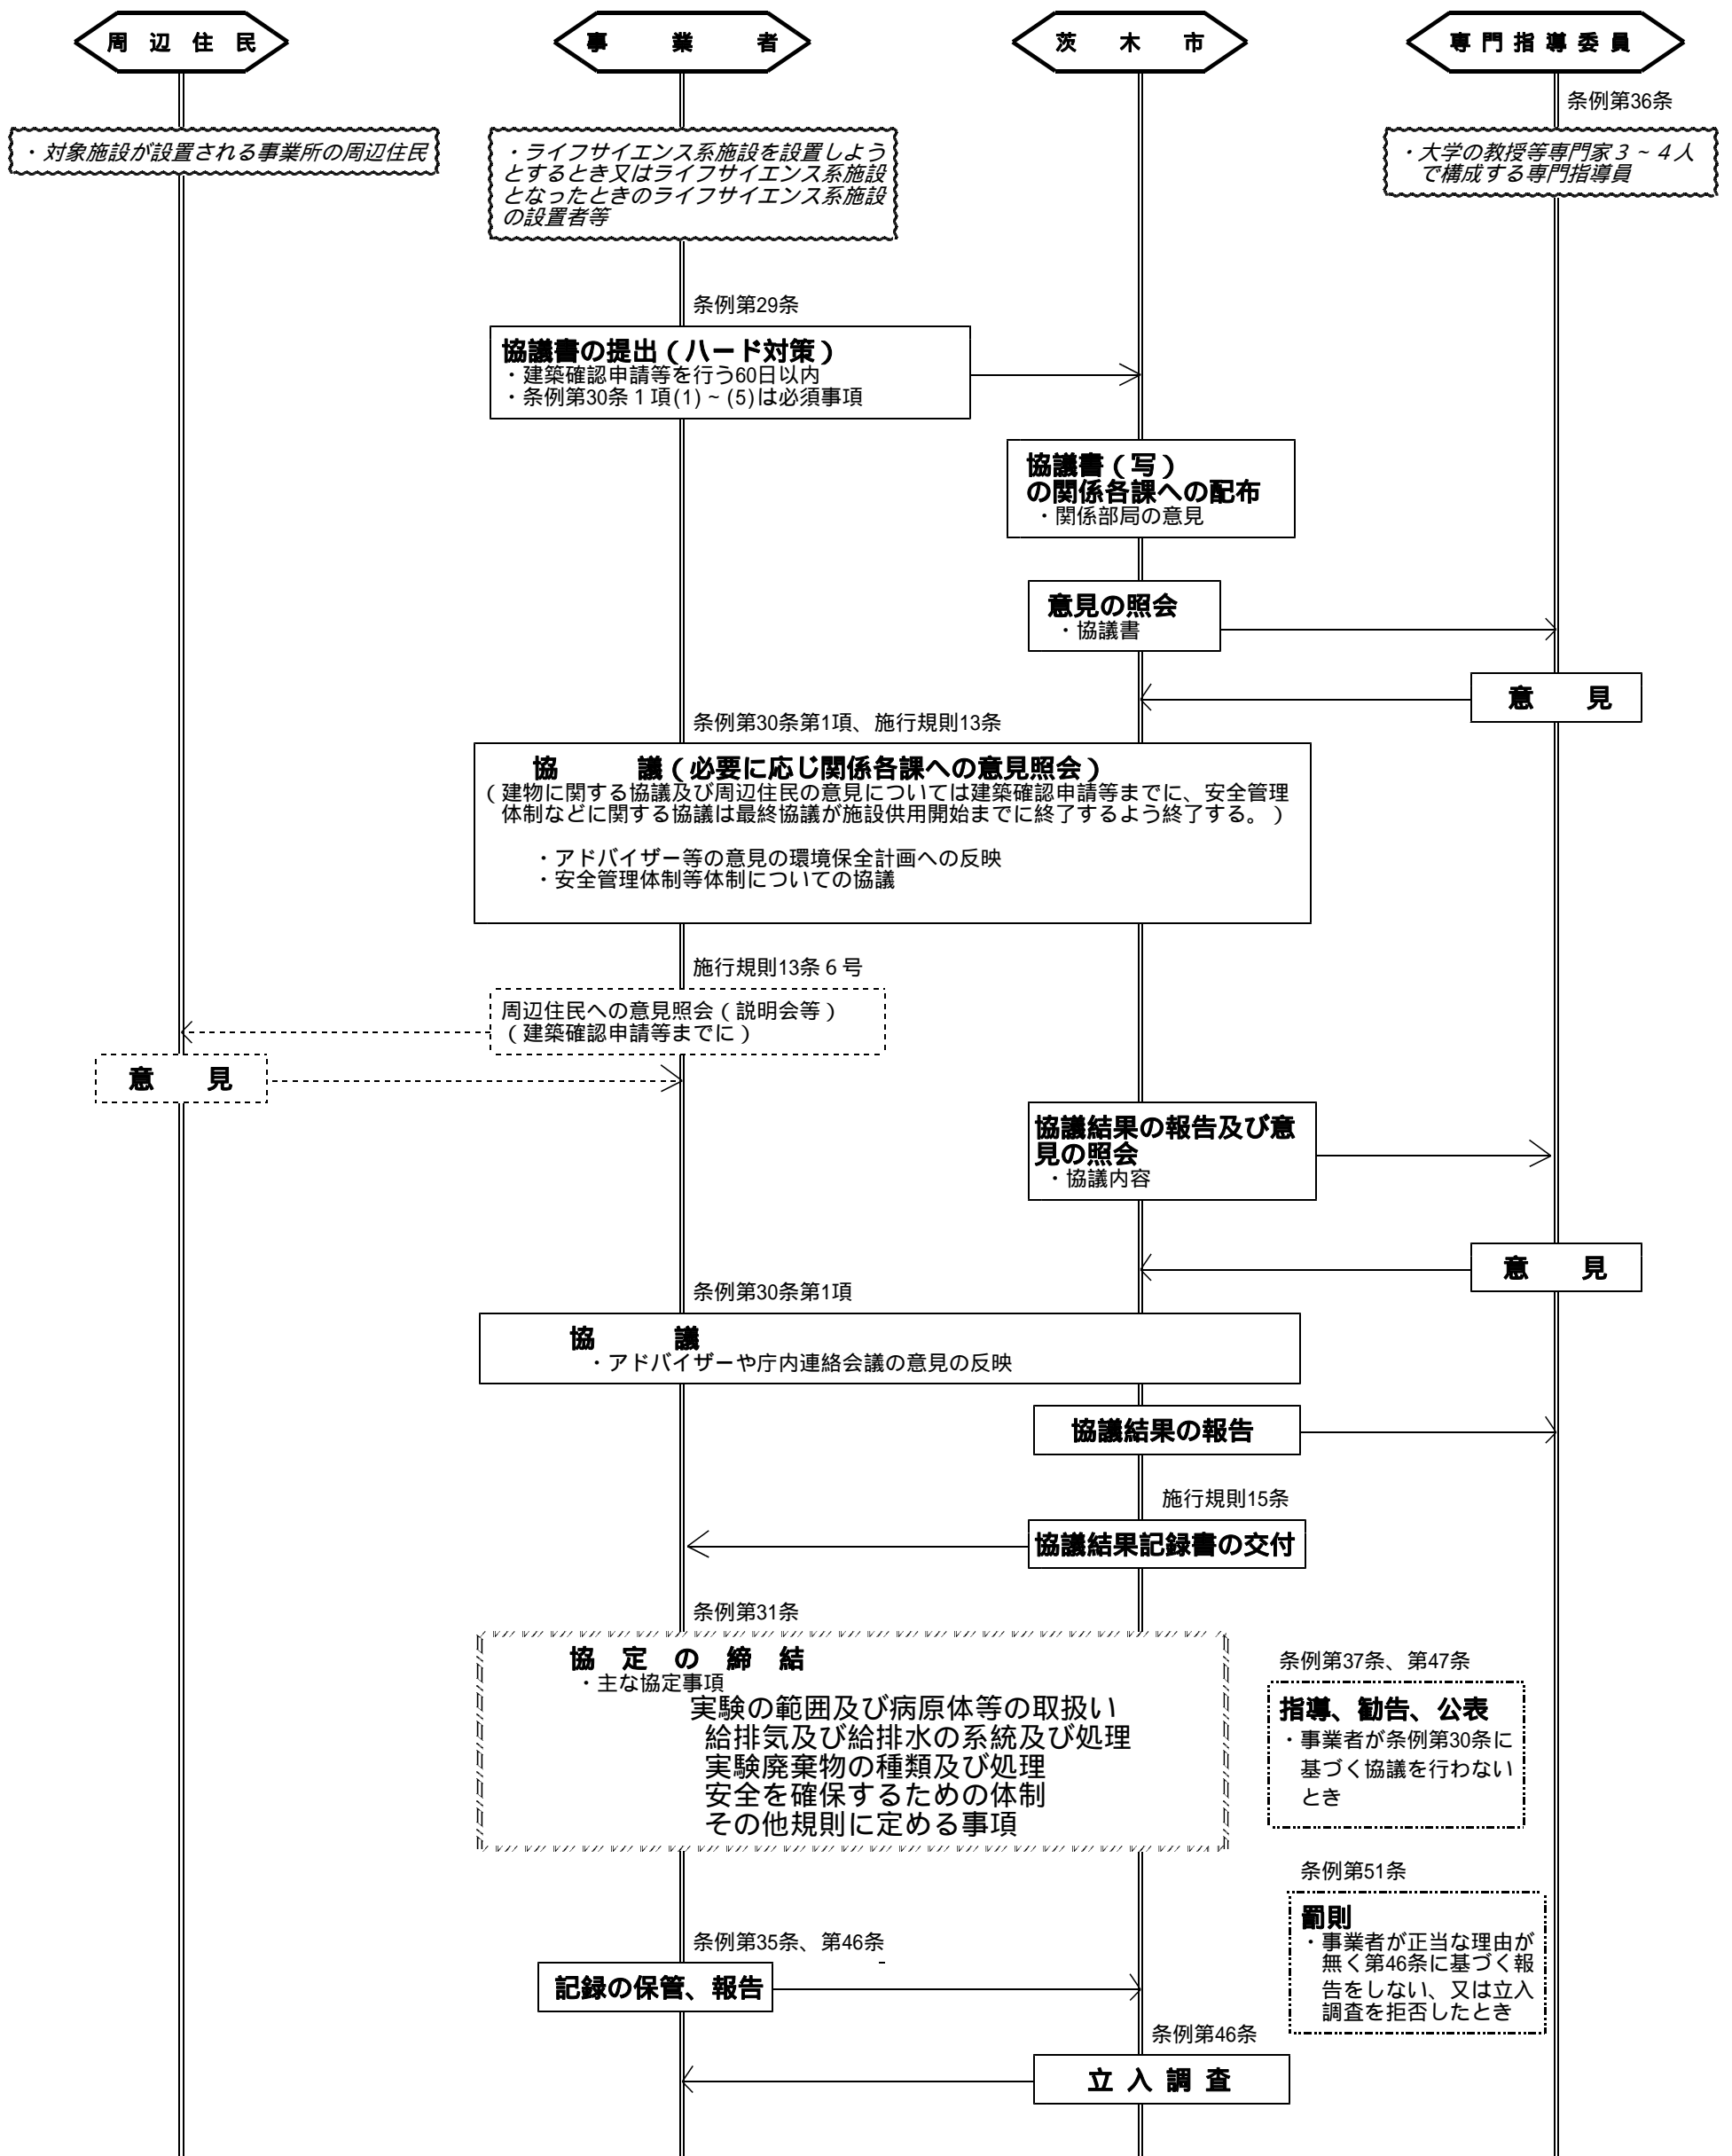 周辺住民
事業者
茨木市
専門指導委員
条例第36条
・対象施設が設置される事業所の周辺住民
・ライフサイエンス系施設を設置しよう
とするとき又はライフサイエンス系施設
となったときのライフサイエンス系施設
の設置者等
・大学の教授等専門家３~４人
で構成する専門指導員
条例第29条
協議書の提出（ハード対策）
・建築確認申請等を行う60日以内
・条例第30条１項(1)~(5)は必須事項
協議書（写）
の関係各課への配布
・関係部局の意見
意見の照会
・協議書
意見
条例第30条第1項、施行規則13条
協議（必要に応じ関係各課への意見照会）
（建物に関する協議及び周辺住民の意見については建築確認申請等までに、安全管理
体制などに関する協議は最終協議が施設供用開始までに終了するよう終了する。）
・アドバイザー等の意見の環境保全計画への反映
・安全管理体制等体制についての協議
施行規則13条６号
周辺住民への意見照会（説明会等）
（建築確認申請等までに）
意見
協議結果の報告及び意
見の照会
・協議内容
意見
条例第30条第1項
協議
・アドバイザーや庁内連絡会議の意見の反映
協議結果の報告
施行規則15条
協議結果記録書の交付
条例第31条
協定の締結
・主な協定事項
実験の範囲及び病原体等の取扱い
給排気及び給排水の系統及び処理
実験廃棄物の種類及び処理
安全を確保するための体制
その他規則に定める事項
条例第37条、第47条
指導、勧告、公表
・事業者が条例第30条に
基づく協議を行わない
とき
条例第51条
罰則
・事業者が正当な理由が
無く第46条に基づく報
告をしない、又は立入
調査を拒否したとき
条例第35条、第46条
記録の保管、報告
条例第46条
立入調査